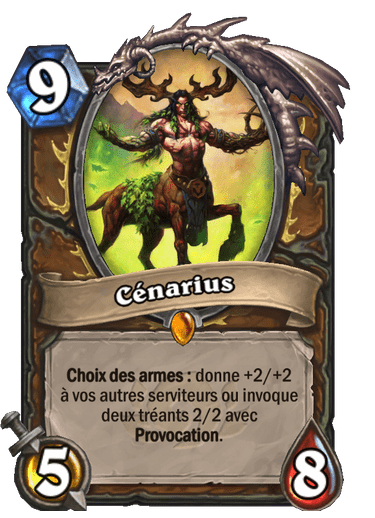 9
Cénarius
Choix des armes : donne +2/+2
à vos autres serviteurs ou invoque
deux tréants 2/2 avec
Provocation.
5
8